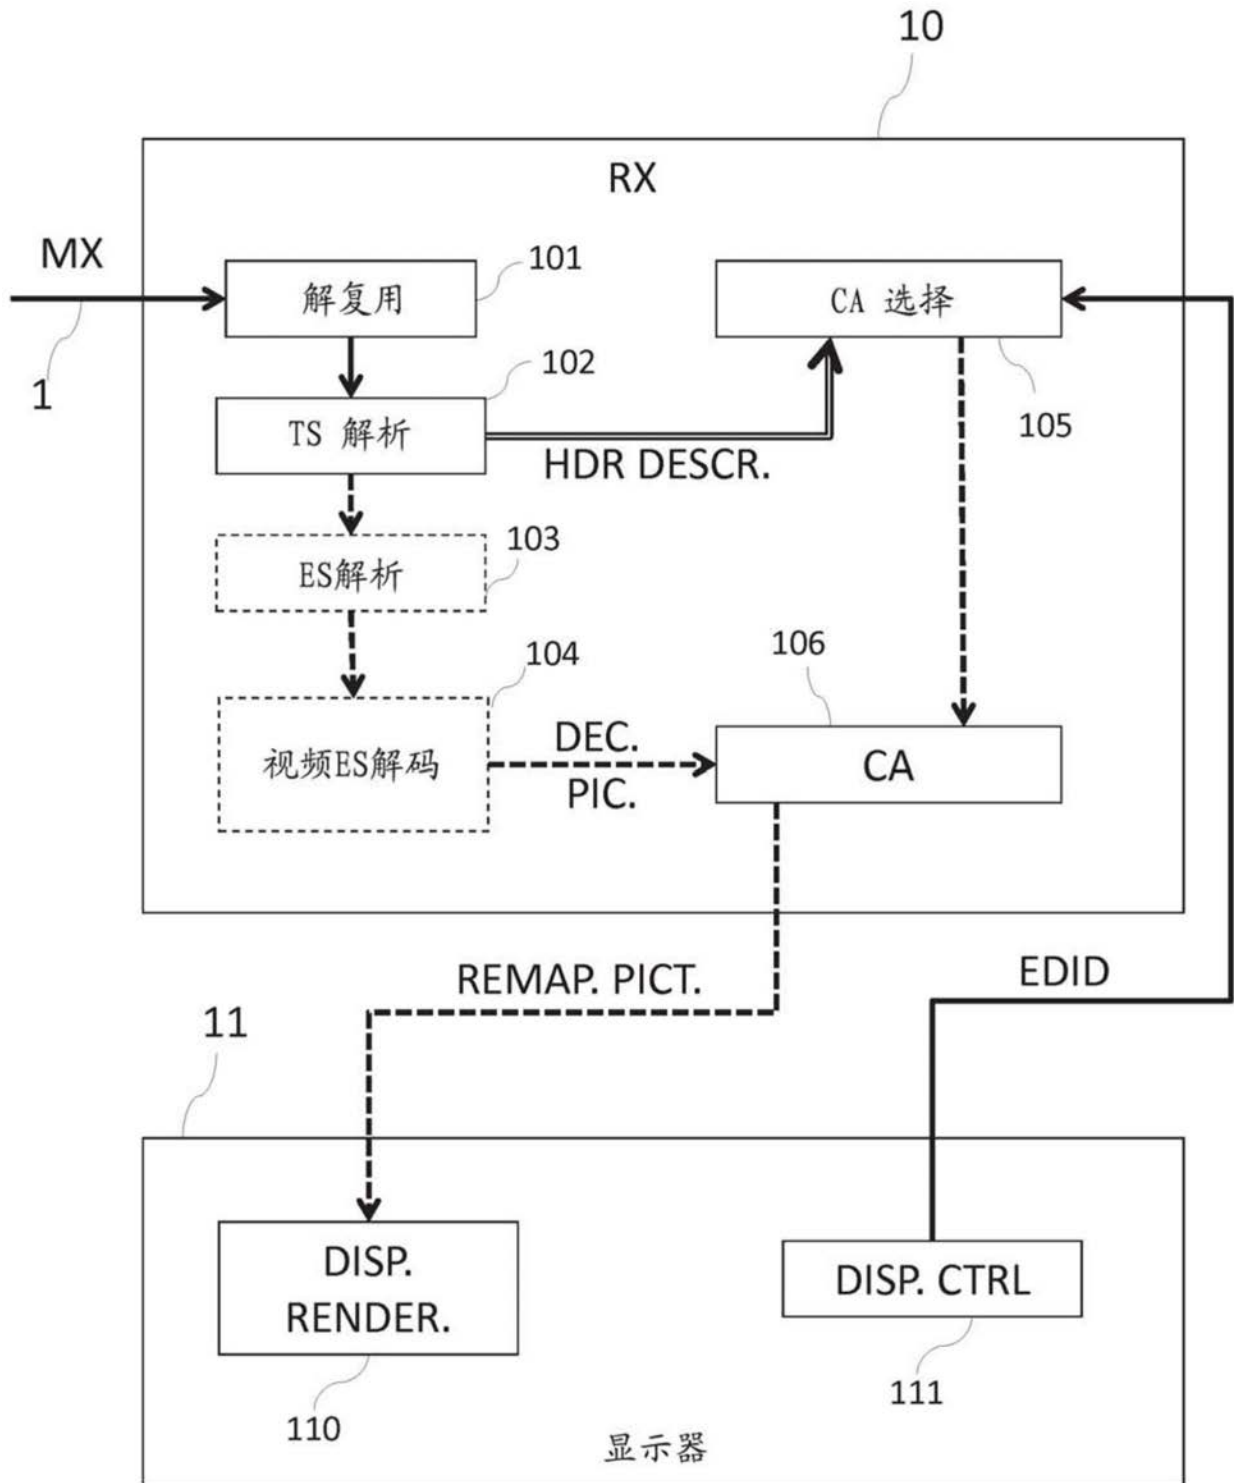 10
RX
MX
101
解复用
CA 选择
1
102
105
TS 解析
HDR DESCR.
103
ES解析
104
106
视频ES解码
DEC.
PIC.
CA
REMAP. PICT.
EDID
11
DISP.
RENDER.
DISP. CTRL
110
111
显示器